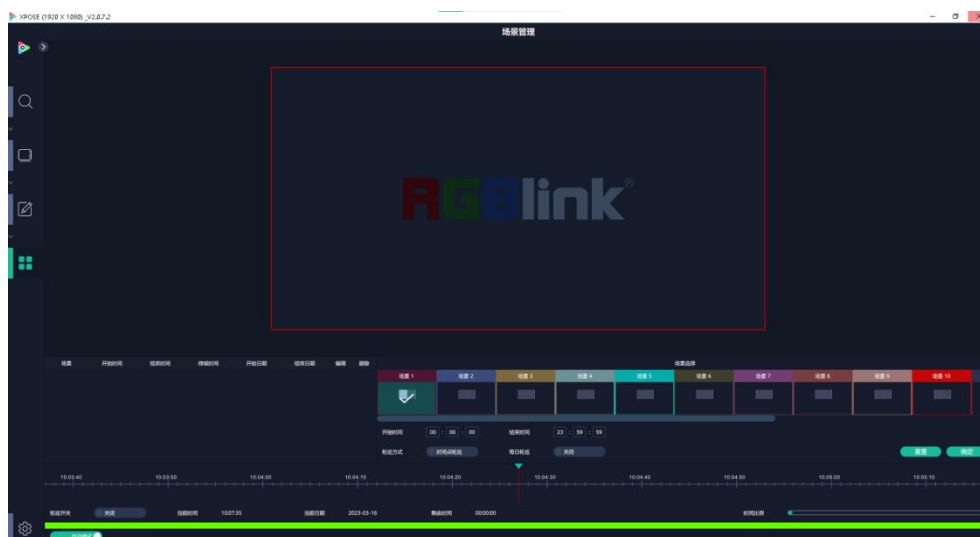 XPOSE (1920 X 1080) _V2.0.7.2
场景管理
RGBlink®
场景 开始时间 结束时间 持续时间 开始日期 结束日期 编辑 删除
场景选择
场景 1 场景 2 场景 3 场景 4 场景 5 场景 6 场景 7 场景 8 场景 9 场景 10
开始时间 00 : 00 : 00 结束时间 23 : 59 : 59
轮巡方式 时间点轮巡 每日轮巡 关闭 重置 确定
10:03:40 10:03:50 10:04:00 10:04:10 10:04:20 10:04:30 10:04:40 10:04:50 10:05:00 10:05:10
轮巡开关 关闭 当前时间 10:07:35 当前日期 2023-03-16 剩余时间 00:00:00 时间比例